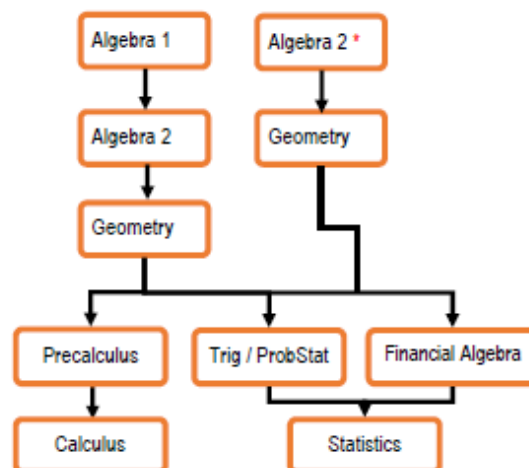 Algebra 1
Algebra 2 *
Algebra 2
Geometry
Geometry
Precalculus
Trig / ProbStat
Financial Algebra
Calculus
Statistics